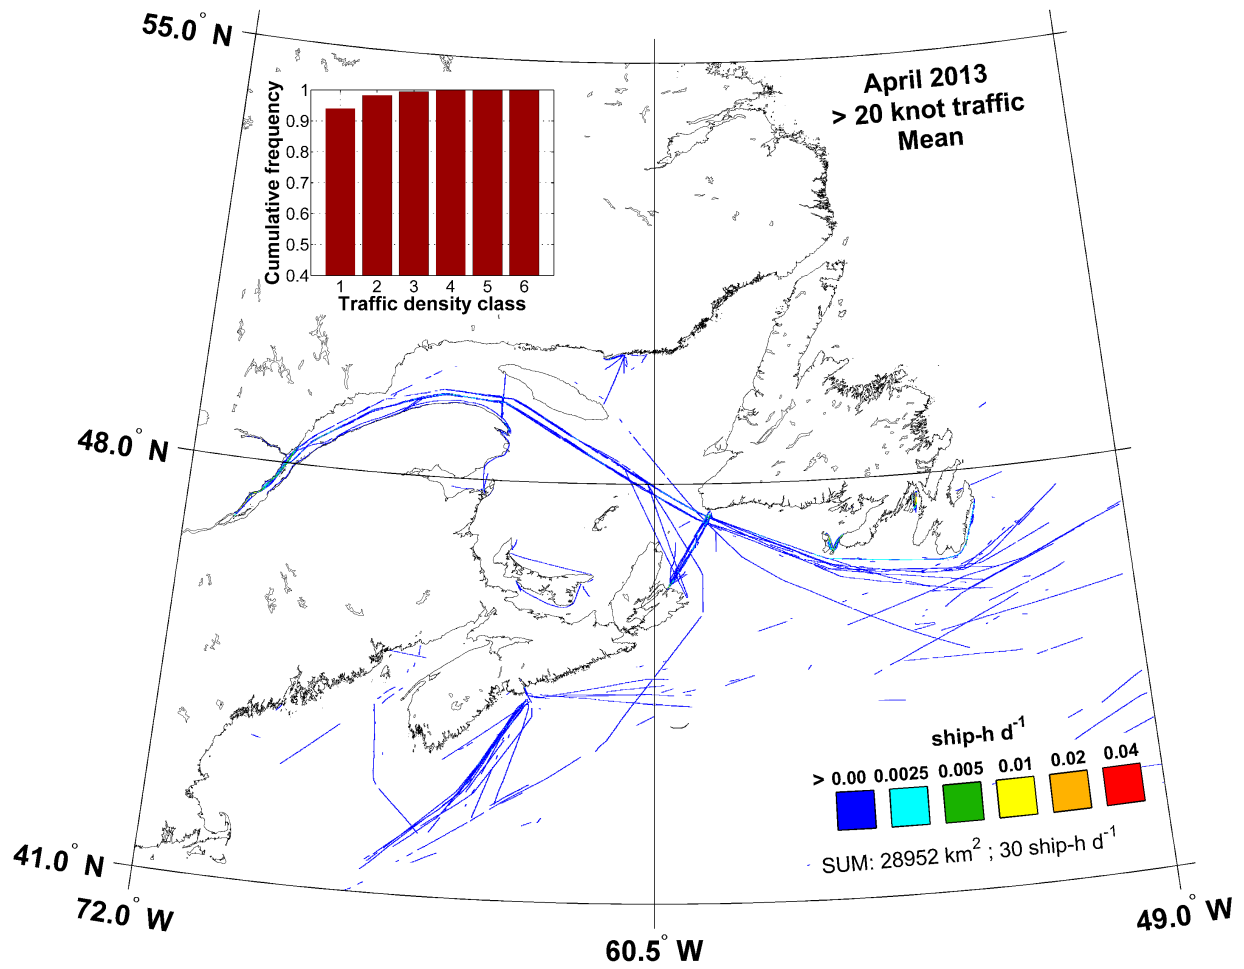 55.0° N
April 2013
> 20 knot traffic
Mean
Cumulative frequency
1
0.9
0.8
0.7
0.6
0.5
0.4
1 2 3 4 5 6
Traffic density class
48.0° N
ship-h d-1
> 0.00 0.0025 0.005 0.01 0.02 0.04
SUM: 28952 km2 ; 30 ship-h d-1
41.0° N
72.0° W
60.5° W
49.0° W